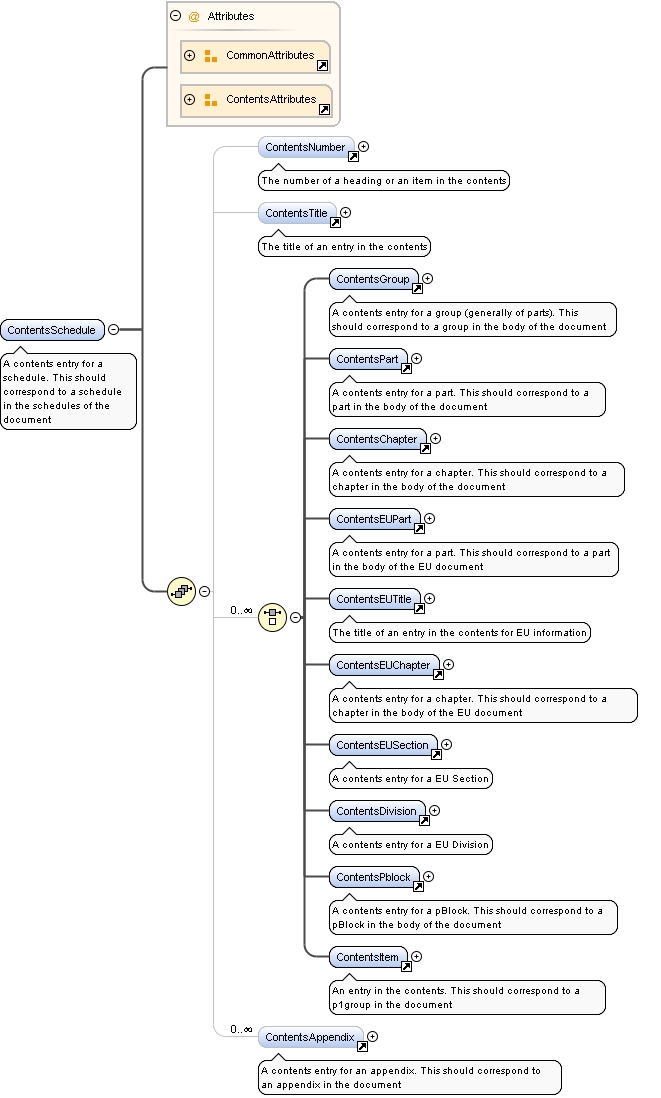 Attributes
CommonAttributes
ContentsAttributes
ContentsNumber
The number of a heading or an item in the contents
ContentsTitle
The title of an entry in the contents
ContentsGroup
A contents entry for a group (generally of parts). This
should correspond to a group in the body of the document
ContentsSchedule
A contents entry for a
schedule. This should
correspond to a schedule
in the schedules of the
document
ContentsPart
A contents entry for a part. This should correspond to a
part in the body of the document
ContentsChapter
A contents entry for a chapter. This should correspond to a
chapter in the body of the document
ContentsEUPart
A contents entry for a part. This should correspond to a part
in the body of the EU document
0..∞
ContentsEUTitle
The title of an entry in the contents for EU information
ContentsEUChapter
A contents entry for a chapter. This should correspond to a
chapter in the body of the EU document
ContentsEUSection
A contents entry for a EU Section
ContentsDivision
A contents entry for a EU Division
ContentsPblock
A contents entry for a pBlock. This should correspond to a
pBlock in the body of the document
ContentsItem
An entry in the contents. This should correspond to a
p1group in the document
0..∞
ContentsAppendix
A contents entry for an appendix. This should correspond to
an appendix in the document